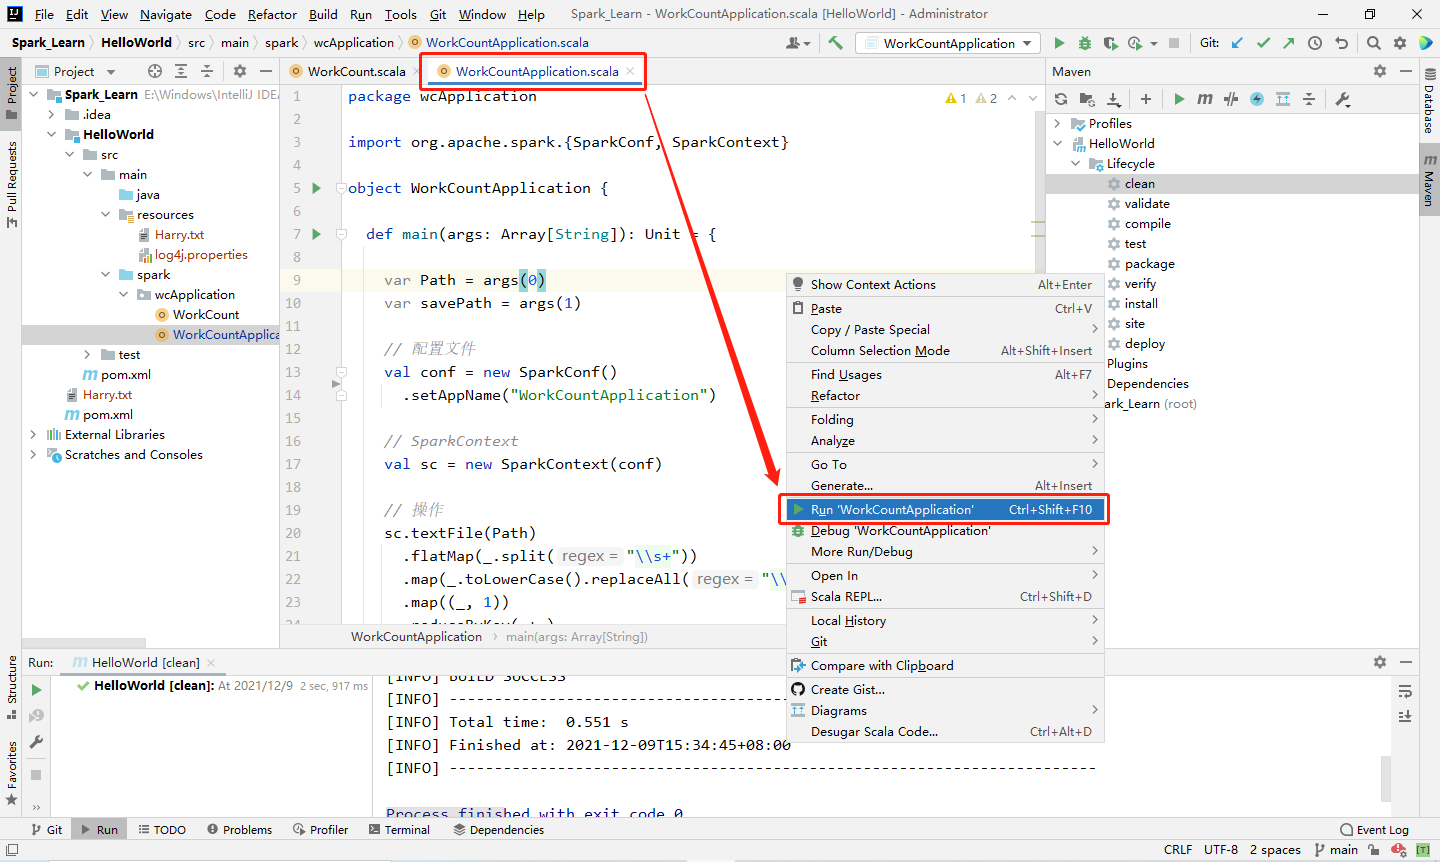 File Edit View Navigate Code Refactor Build Run Tools Git Window Help Spark_Learn - WorkCountApplication.scala [HelloWorld] - Administrator
Spark_Learn HelloWorld src main spark wcApplication WorkCountApplication.scala WorkCountApplication Git:
Project
WorkCount.scala WorkCountApplication.scala
Maven
Project
Pull Requests
Structure
Favorites
Spark_Learn E:\Windows\IntelliJ IDEA
.idea
HelloWorld
src
main
java
resources
Harry.txt
log4j.properties
spark
wcApplication
WorkCount
WorkCountApplica
test
pom.xml
Harry.txt
pom.xml
External Libraries
Scratches and Consoles
1 package wcApplication
2
3 import org.apache.spark.{SparkConf, SparkContext}
4
5 object WorkCountApplication {
6
7 def main(args: Array[String]): Unit = {
8
9 var Path = args(0)
10 var savePath = args(1)
11
12 // 配置文件
13 val conf = new SparkConf()
14 .setAppName("WorkCountApplication")
15
16 // SparkContext
17 val sc = new SparkContext(conf)
18
19 // 操作
20 sc.textFile(Path)
21 .flatMap(_.split( regex = "\\s+"))
22 .map(_.toLowerCase().replaceAll( regex = "\\
23 .map((_, 1))
1 2
WorkCountApplication main(args: Array[String])
Show Context Actions Alt+Enter
Paste Ctrl+V
Copy / Paste Special
Column Selection Mode Alt+Shift+Insert
Find Usages Alt+F7
Refactor
Folding
Analyze
Go To
Generate... Alt+Insert
Run 'WorkCountApplication' Ctrl+Shift+F10
Debug 'WorkCountApplication'
More Run/Debug
Open In
Scala REPL... Ctrl+Shift+D
Local History
Git
Compare with Clipboard
Create Gist...
Diagrams
Desugar Scala Code... Ctrl+Alt+D
Profiles
HelloWorld
Lifecycle
clean
validate
compile
test
package
verify
install
site
deploy
Plugins
Dependencies
ark_Learn (root)
Database
Maven
Run: HelloWorld [clean]
HelloWorld [clean]: At 2021/12/9 2 sec, 917 ms
[INFO] BUILD SUCCESS
[INFO] ------------------------------------------------------------------------
[INFO] Total time:  0.551 s
[INFO] Finished at: 2021-12-09T15:34:45+08:00
[INFO] ------------------------------------------------------------------------
Process finished with exit code 0
Git Run TODO Problems Profiler Terminal Dependencies Event Log
CRLF UTF-8 2 spaces main